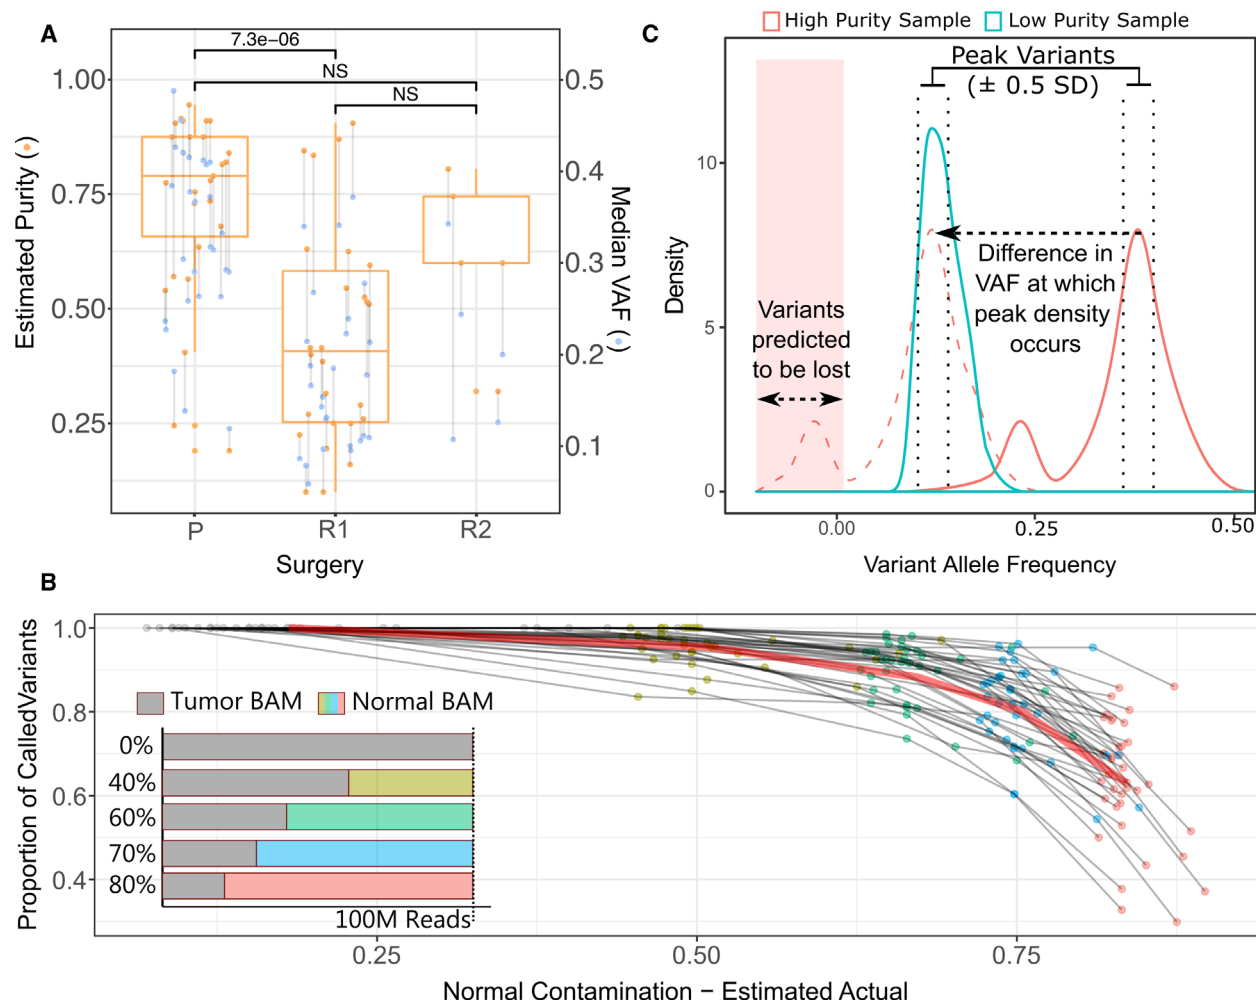 A
7.3e−06
NS
NS
1.00
0.75
0.50
0.25
0.5
0.4
0.3
0.2
0.1
Estimated Purity (•)
Median VAF (•)
P R1 R2
Surgery
C
High Purity Sample Low Purity Sample
Peak Variants
(± 0.5 SD)
10
5
0
Density
Difference in
VAF at which
peak density
occurs
Variants
predicted
to be lost
0.00 0.25 0.50
Variant Allele Frequency
B
1.0
0.8
0.6
0.4
Proportion of CalledVariants
Tumor BAM Normal BAM
0%
40%
60%
70%
80%
100M Reads
0.25 0.50 0.75
Normal Contamination − Estimated Actual